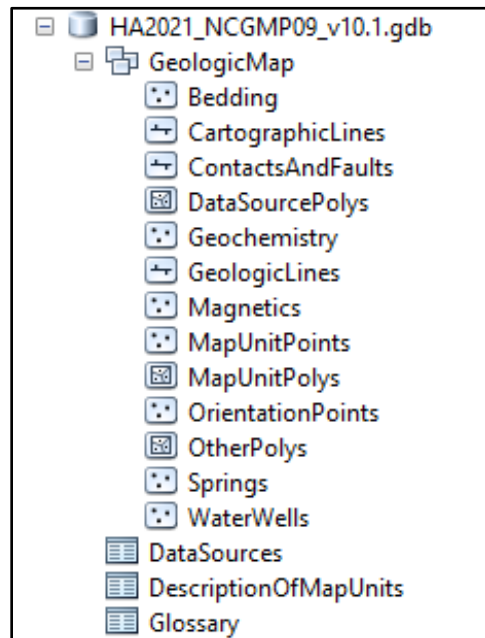 HA2021_NCGMP09_v10.1.gdb
GeologicMap
Bedding
CartographicLines
ContactsAndFaults
DataSourcePolys
Geochemistry
GeologicLines
Magnetics
MapUnitPoints
MapUnitPolys
OrientationPoints
OtherPolys
Springs
WaterWells
DataSources
DescriptionOfMapUnits
Glossary